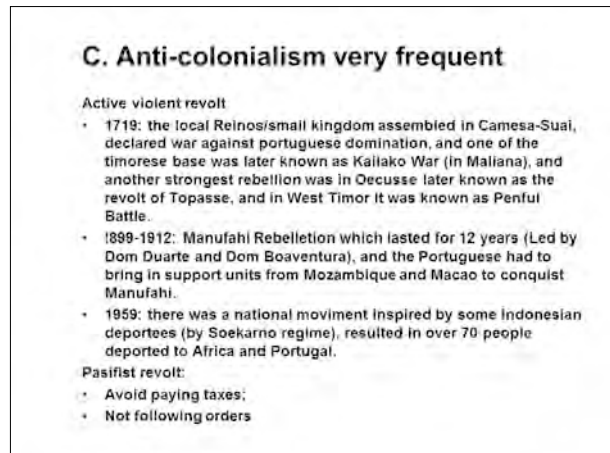 C. Anti-colonialism very frequent
Active violent revolt
• 1719: the local Reinos/small kingdom assembled in Camesa-Suai,
declared war against portuguese domination, and one of the
timorese base was later known as Kailako War (in Maliana), and
another strongest rebellion was in Oecusse later known as the
revolt of Topasse, and in West Timor it was known as Penful
Battle.
• !899-1912: Manufahi Rebelletion which lasted for 12 years (Led by
Dom Duarte and Dom Boaventura), and the Portuguese had to
bring in support units from Mozambique and Macao to conquist
Manufahi.
• 1959: there was a national moviment inspired by some Indonesian
deportees (by Soekarno regime), resulted in over 70 people
deported to Africa and Portugal.
Pasifist revolt:
• Avoid paying taxes;
• Not following orders